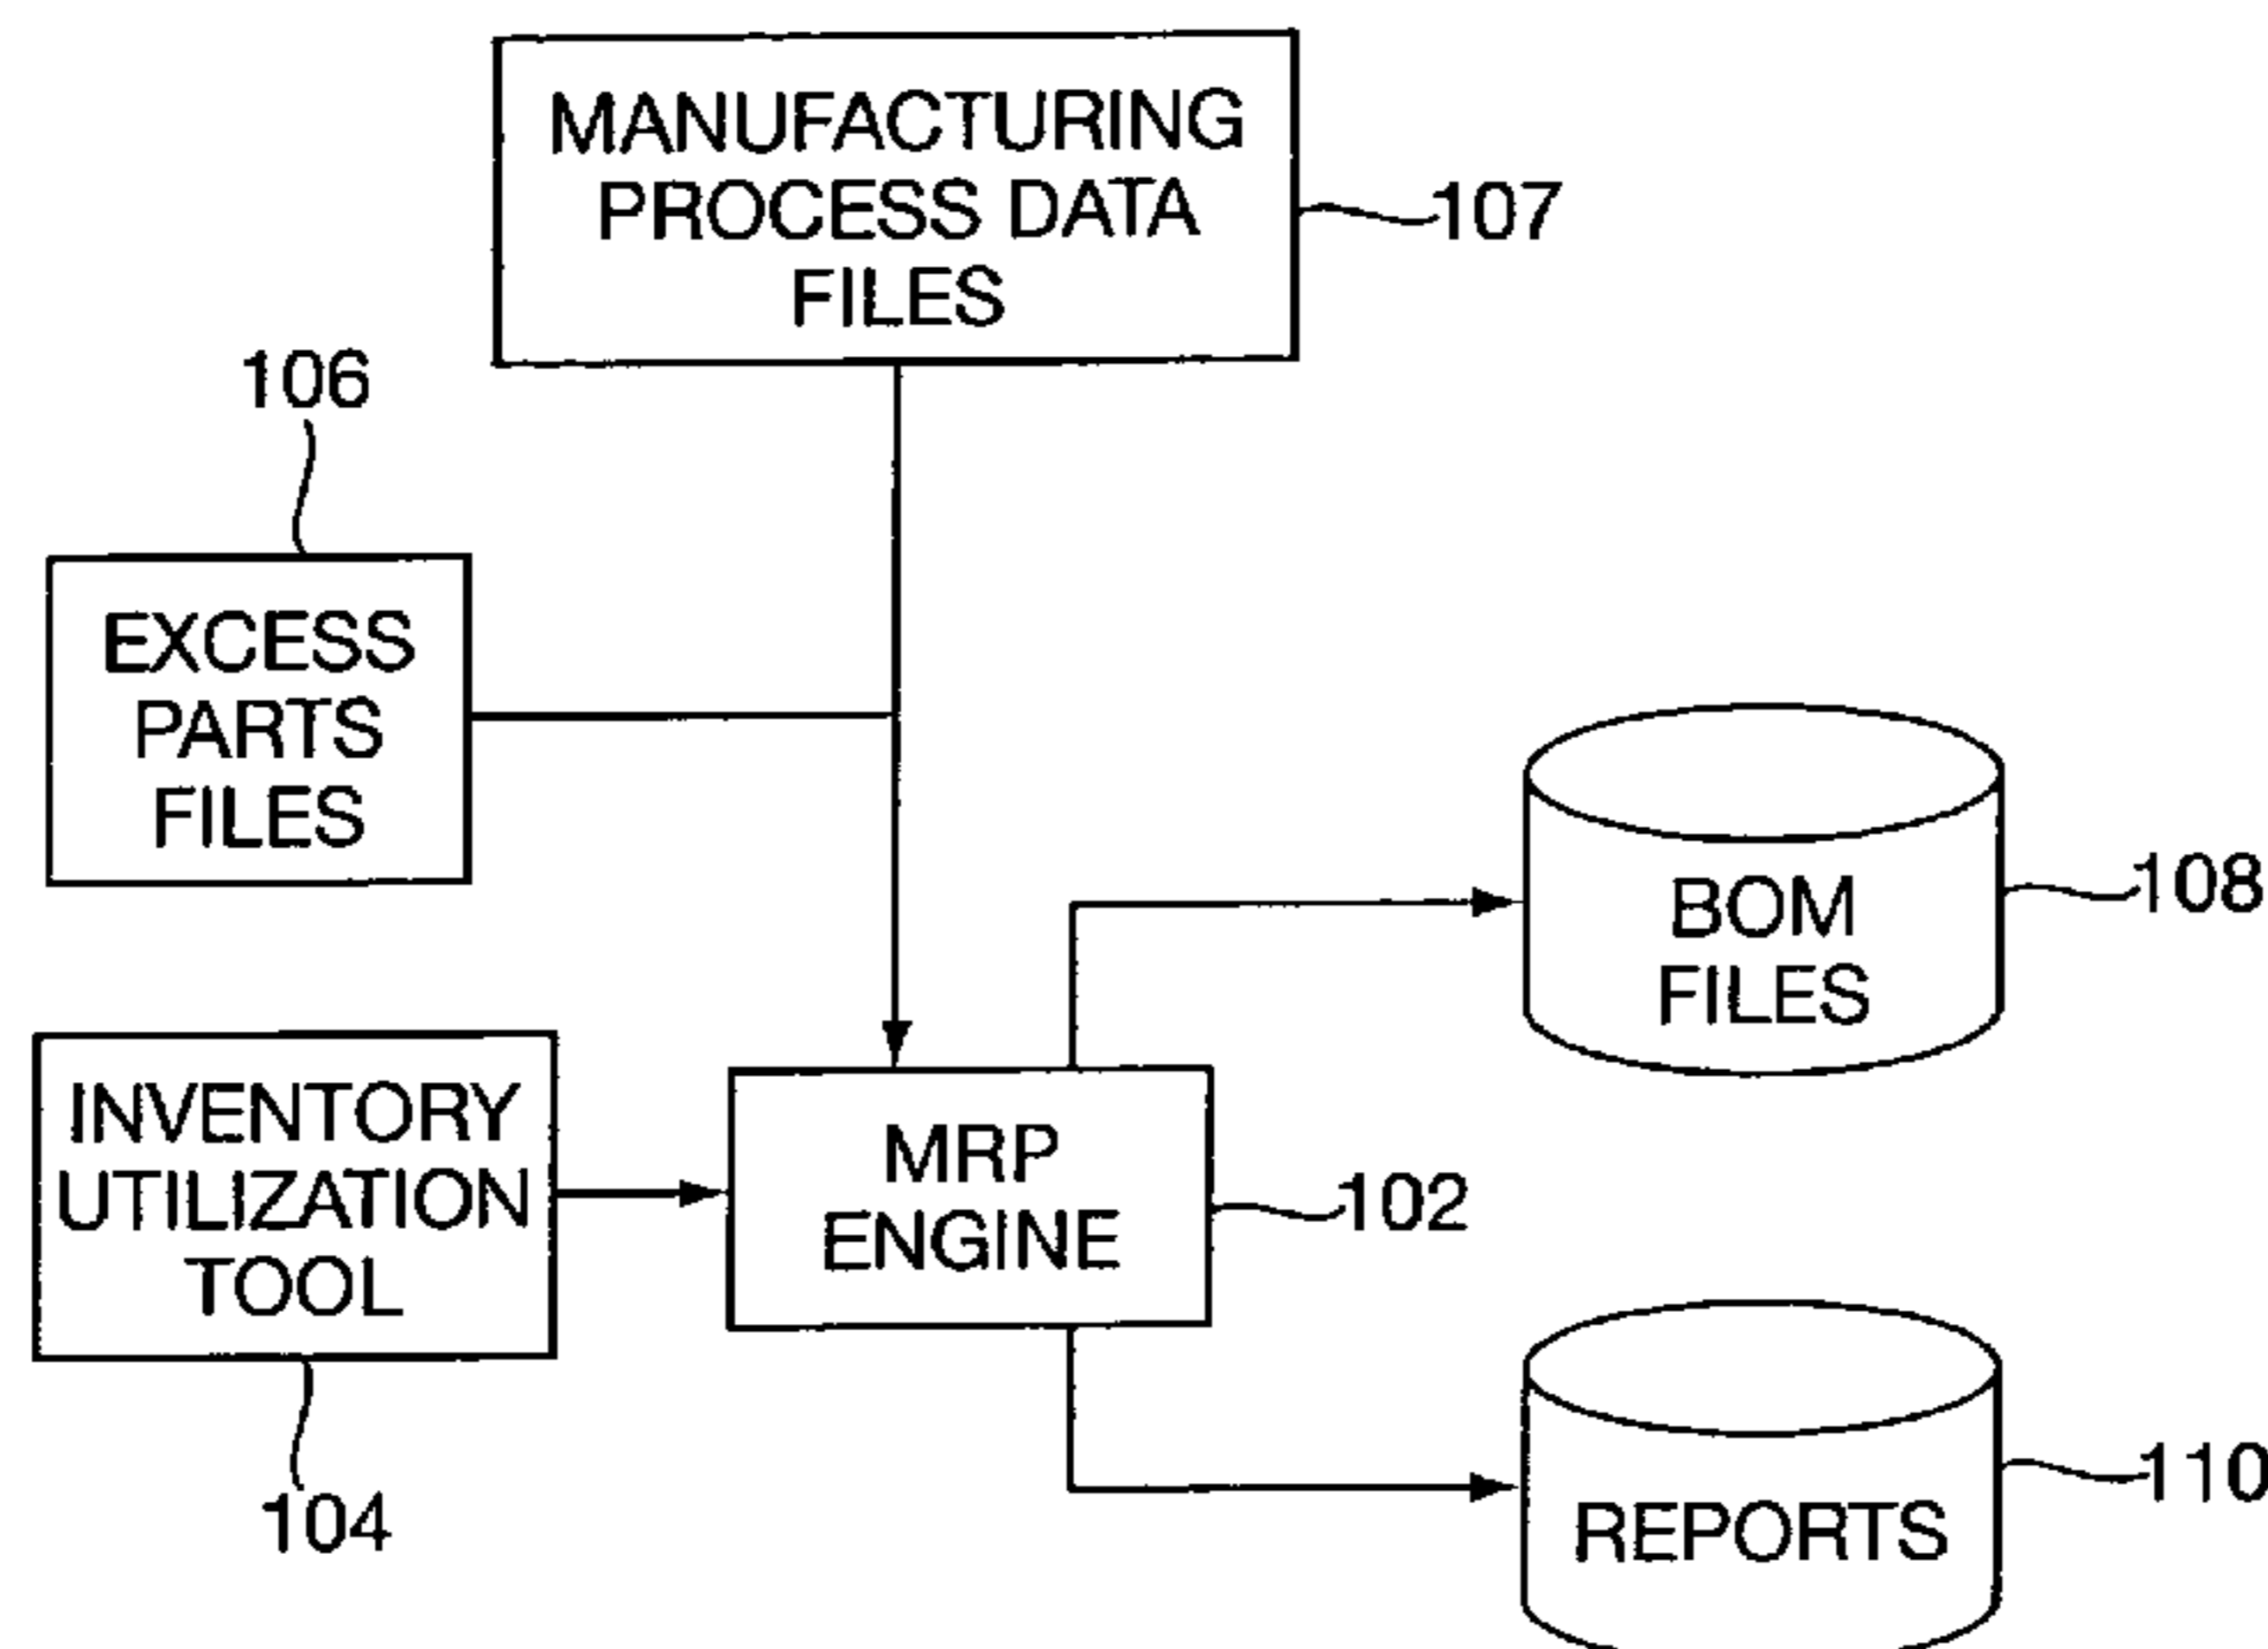 MANUFACTURING
PROCESS DATA
FILES
107
106
EXCESS
PARTS
FILES
BOM
FILES
108
INVENTORY
UTILIZATION
TOOL
104
MRP
ENGINE
102
REPORTS
110